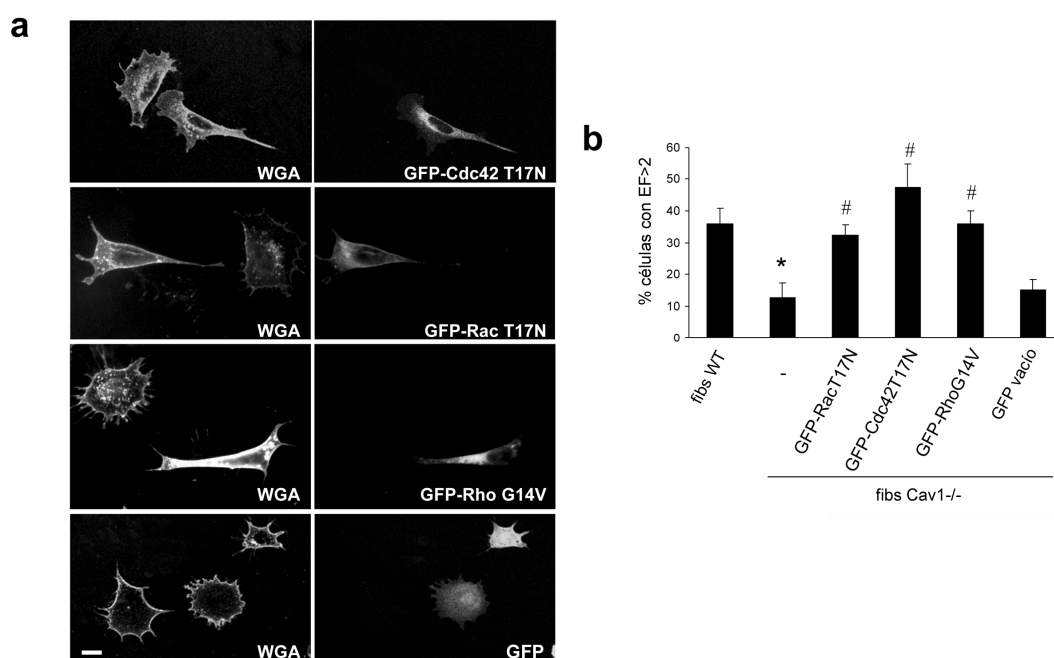 a
WGA
GFP-Cdc42 T17N
WGA
GFP-Rac T17N
WGA
GFP-Rho G14V
WGA
GFP
b
% células con EF>2
60
50
40
30
20
10
0
#
#
#
*
fibs WT
-
GFP-RacT17N
GFP-Cdc42T17N
GFP-RhoG14V
GFP vacío
fibs Cav1-/-